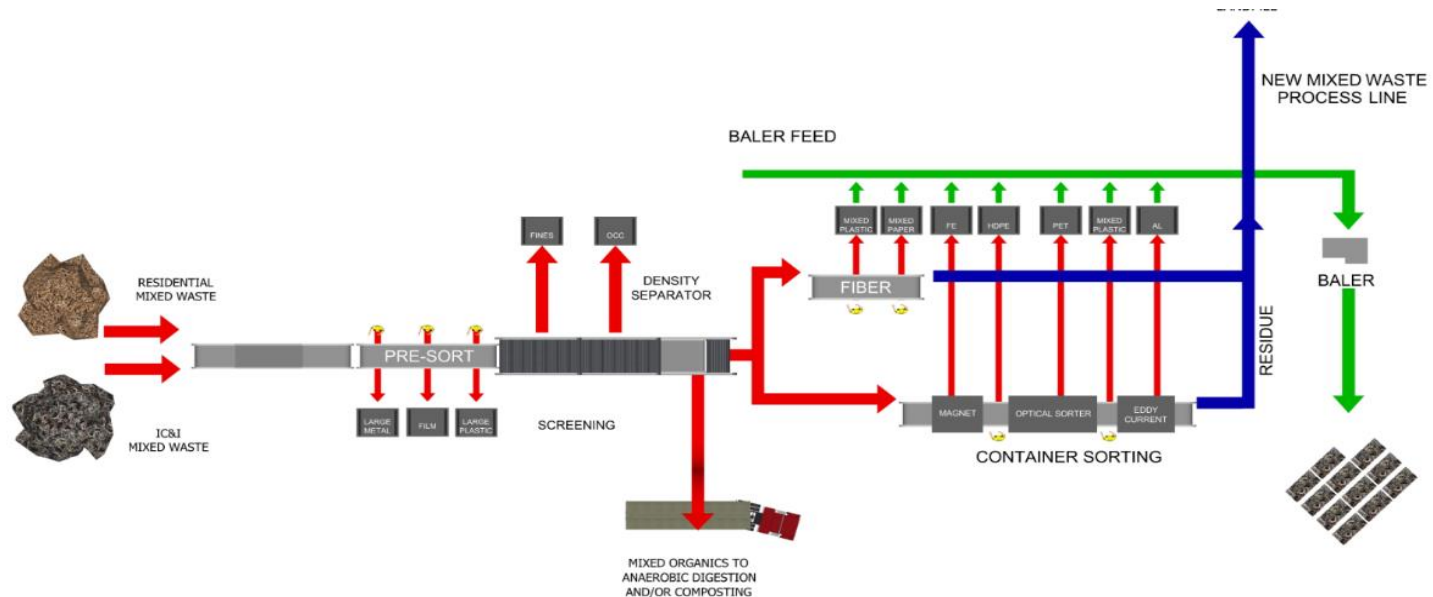 NEW MIXED WASTE
PROCESS LINE
BALER FEED
MIXED
PLASTIC
MIXED
PAPER
FE
HDPE
PET
MIXED
PLASTIC
AL
FINES
OCC
DENSITY
SEPARATOR
RESIDENTIAL
MIXED WASTE
FIBER
BALER
RESIDUE
PRE-SORT
LARGE
METAL
FILM
LARGE
PLASTIC
SCREENING
MAGNET
OPTICAL SORTER
EDDY
CURRENT
CONTAINER SORTING
IC&I
MIXED WASTE
MIXED ORGANICS TO
ANAEROBIC DIGESTION
AND/OR COMPOSTING